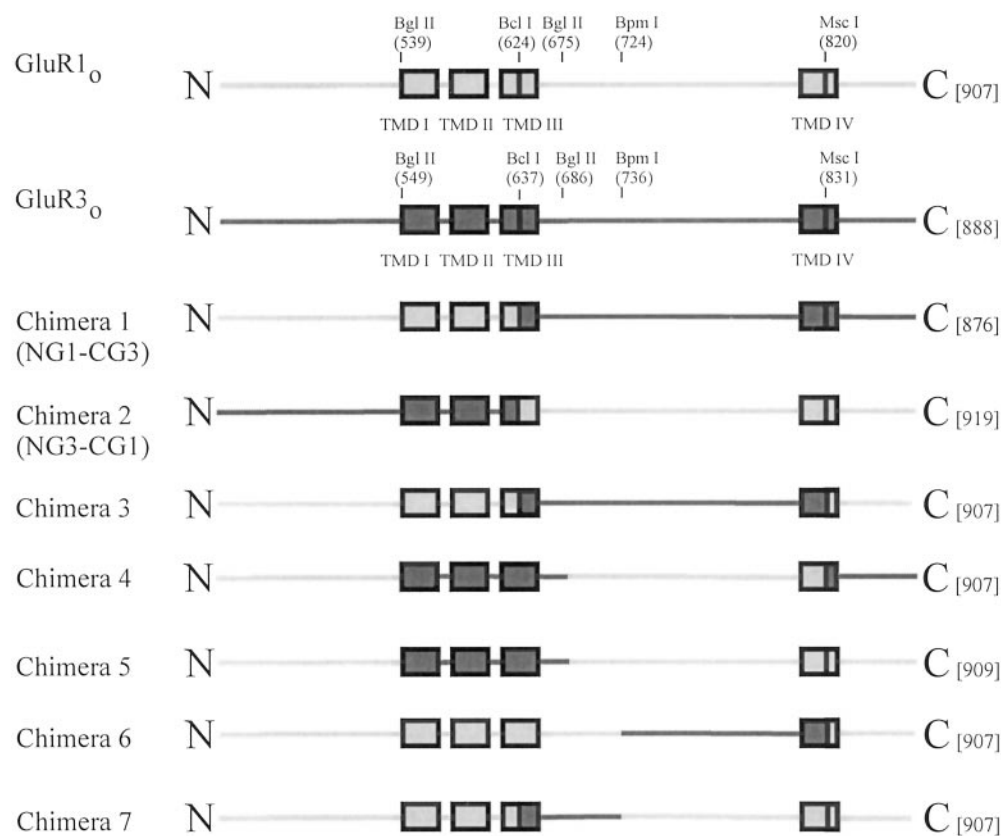 Bgl II Bcl I Bgl II Bpm I Msc I
(539) (624) (675) (724) (820)
GluR1o N C [907]
TMD I TMD II TMD III TMD IV
Bgl II Bcl I Bgl II Bpm I Msc I
(549) (637) (686) (736) (831)
GluR3o N C [888]
TMD I TMD II TMD III TMD IV
Chimera 1 N C [876]
(NG1-CG3)
Chimera 2 N C [919]
(NG3-CG1)
Chimera 3 N C [907]
Chimera 4 N C [907]
Chimera 5 N C [909]
Chimera 6 N C [907]
Chimera 7 N C [907]